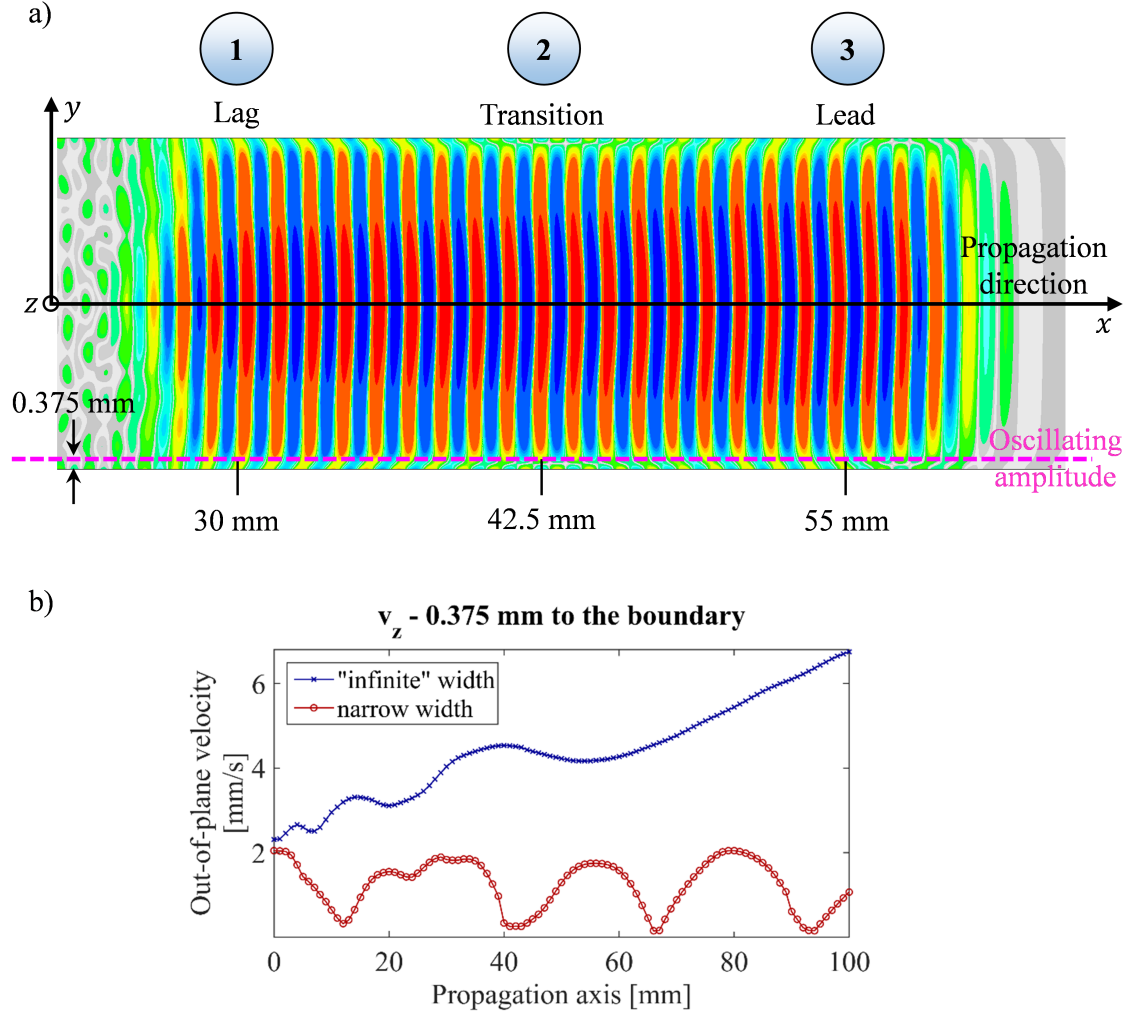 a)
1 2 3
Lag Transition Lead
y
z
Propagation
direction
x
0.375 mm
Oscillating
amplitude
30 mm 42.5 mm 55 mm
b)
v_z - 0.375 mm to the boundary
"infinite" width
narrow width
Out-of-plane velocity
[mm/s]
6
4
2
0 20 40 60 80 100
Propagation axis [mm]